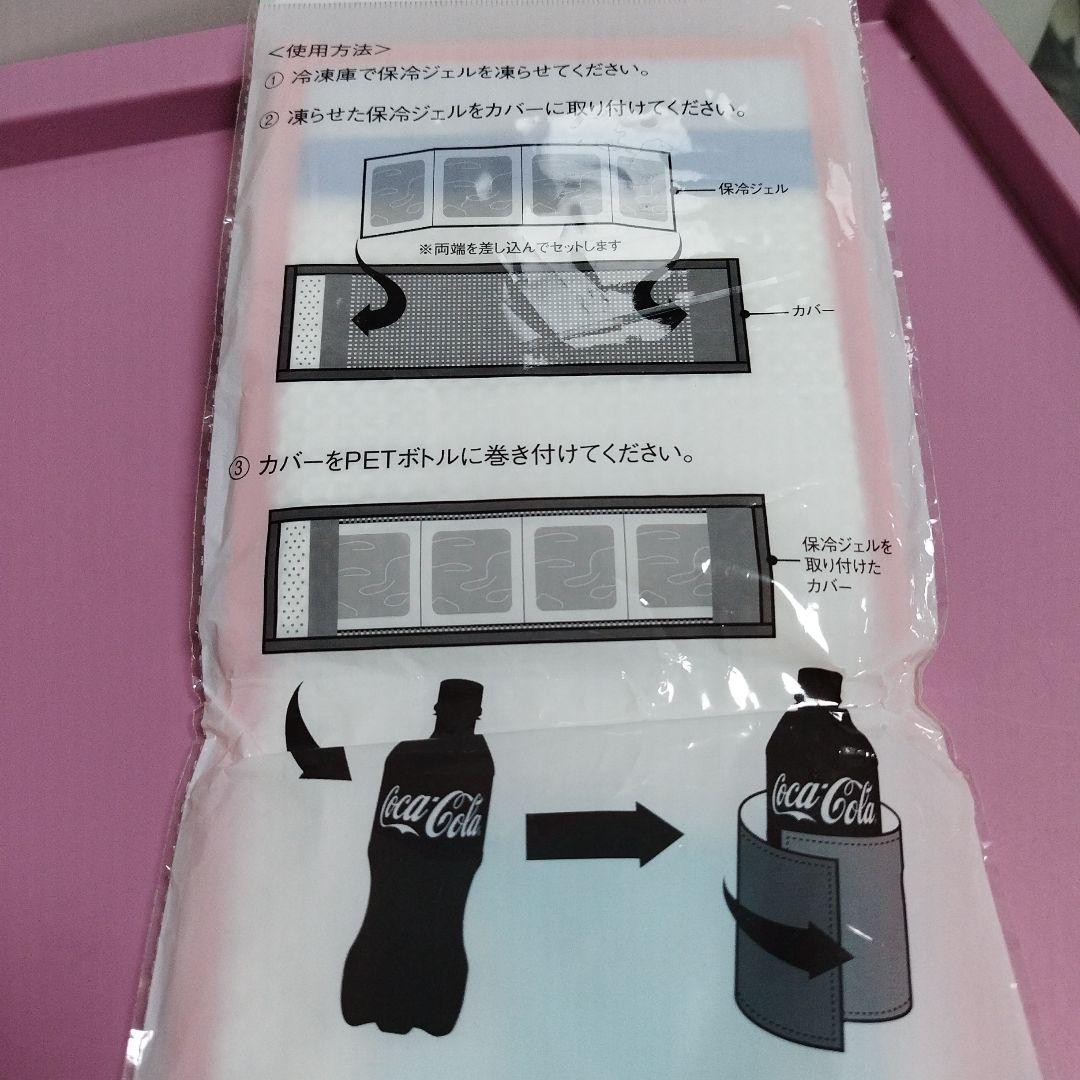 ＜使用方法＞
① 冷凍庫で保冷ジェルを凍らせてください。
② 凍らせた保冷ジェルをカバーに取り付けてください。
保冷ジェル
※両端を差し込んでセットします
カバー
③ カバーをPETボトルに巻き付けてください。
保冷ジェルを
取り付けた
カバー
Coca-Cola
Coca-Cola